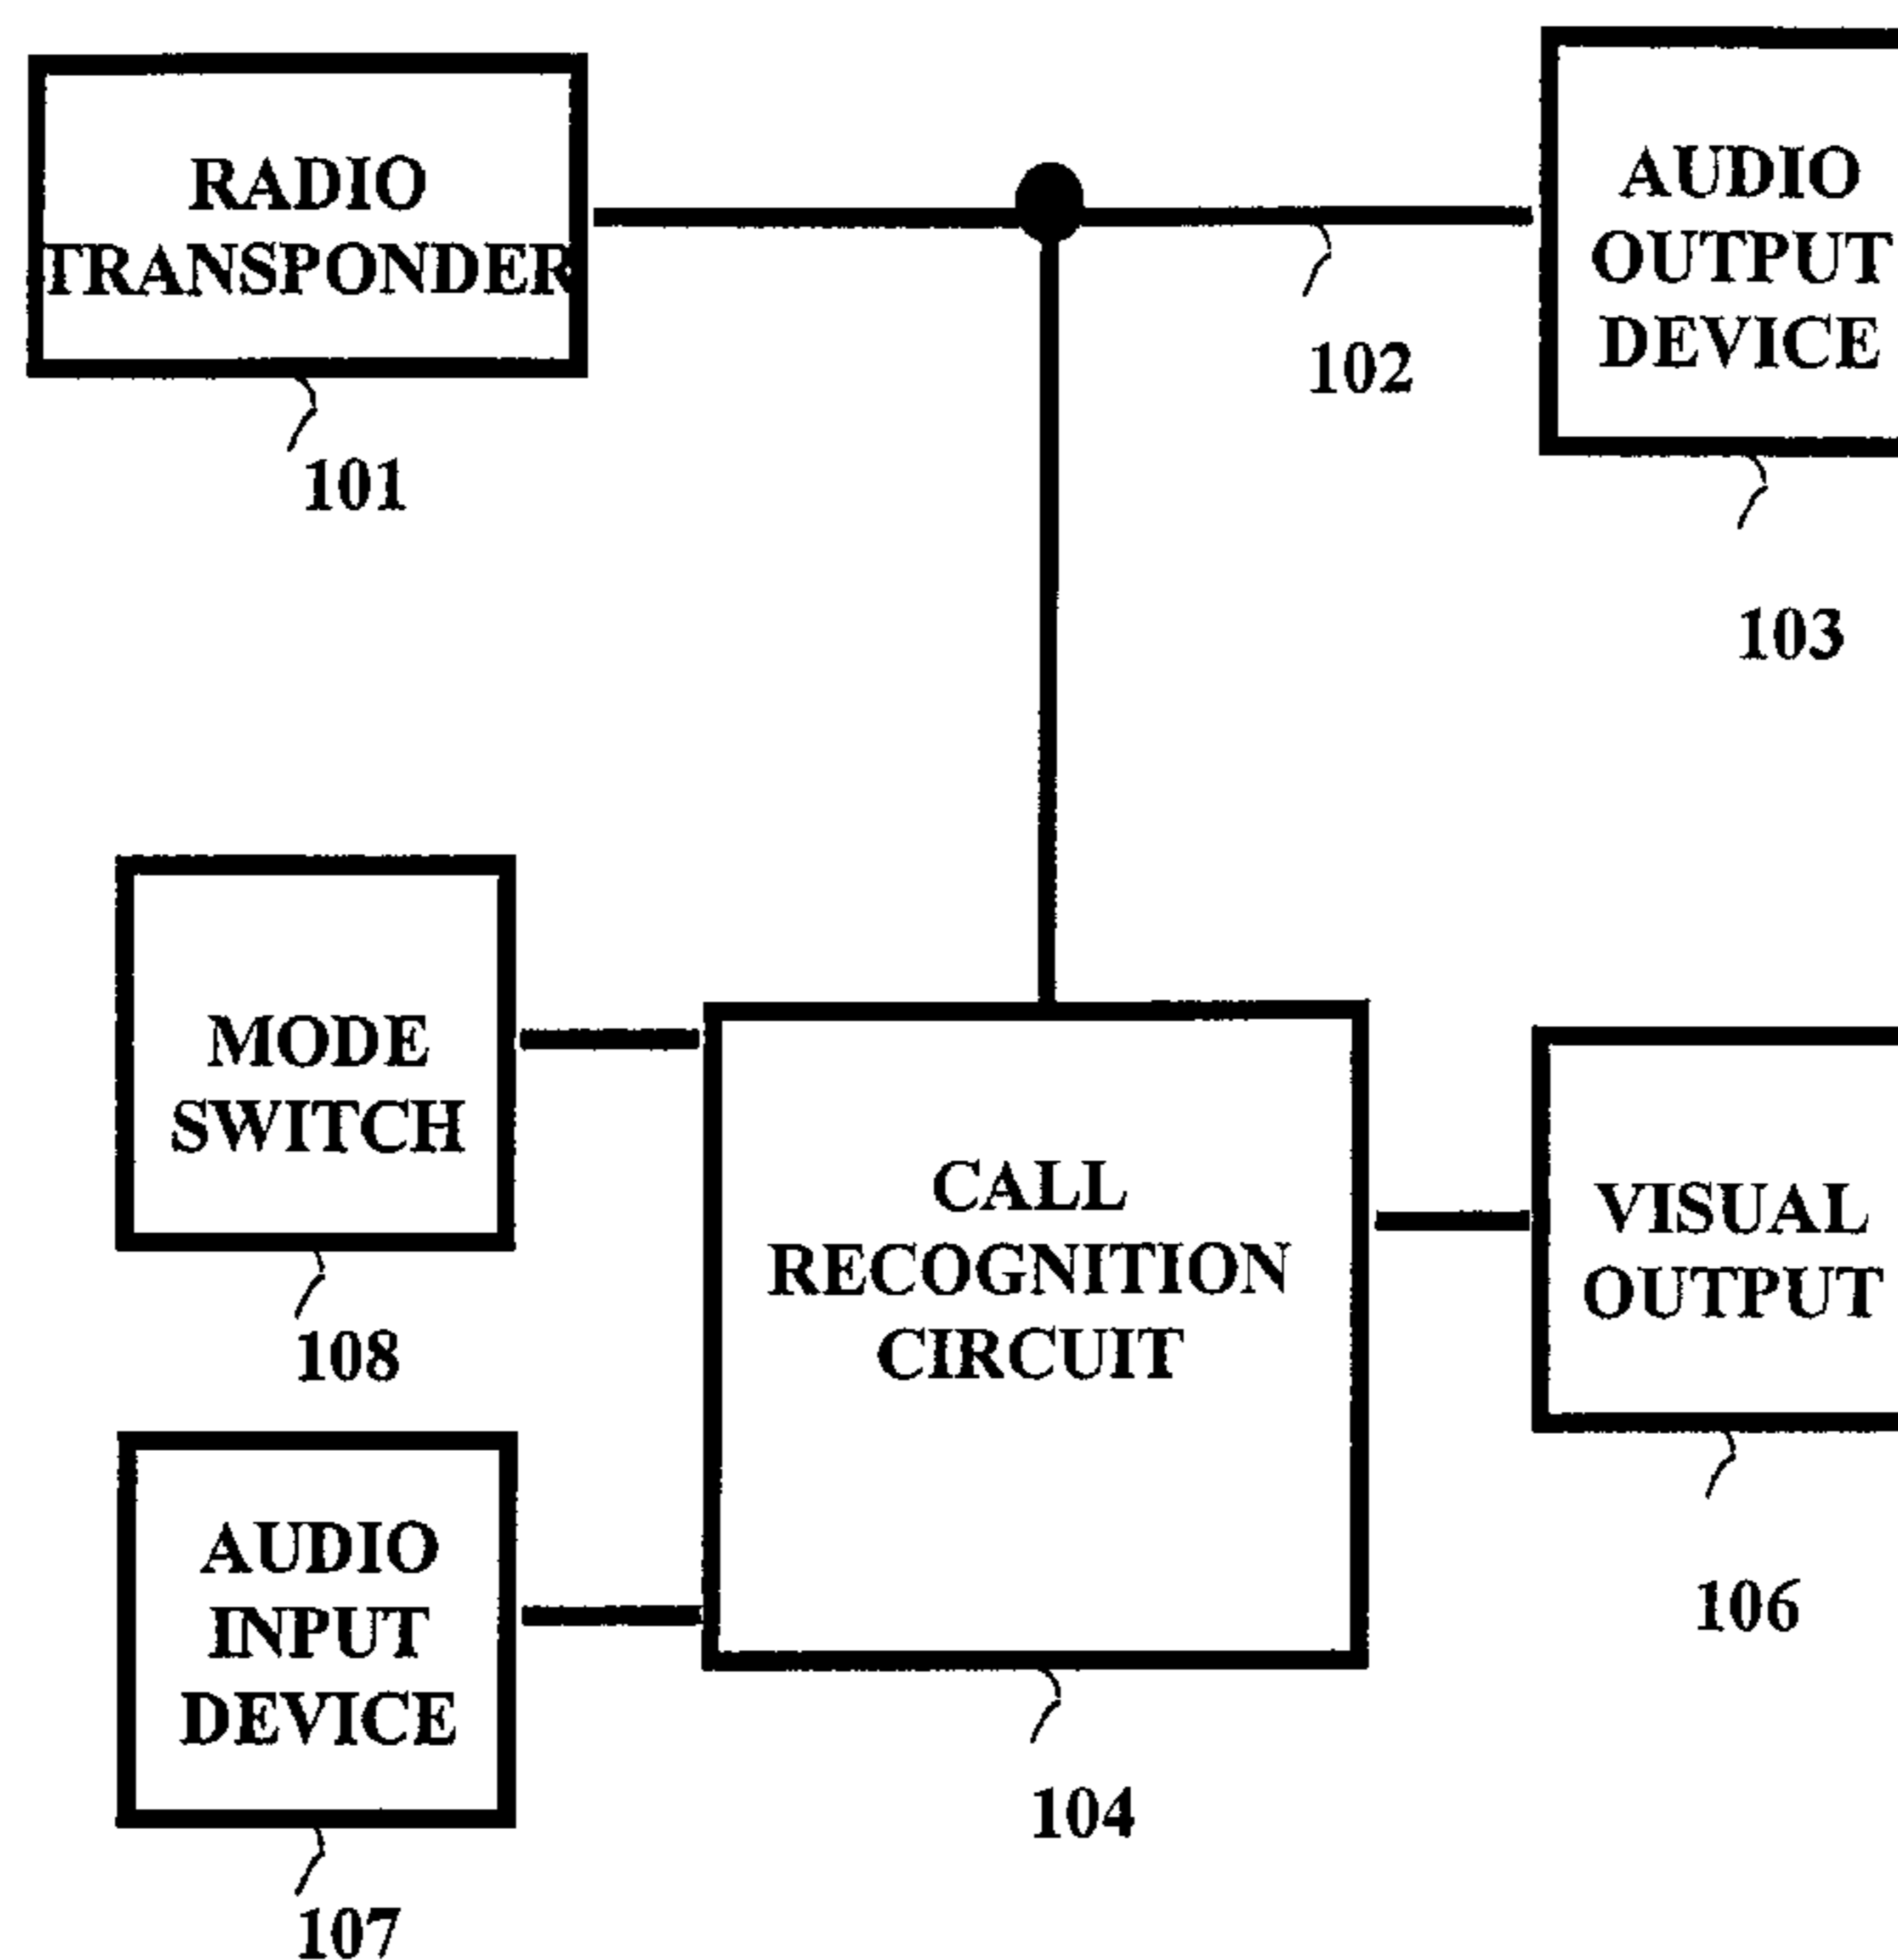 RADIO
TRANSPONDER
101
102
AUDIO
OUTPUT
DEVICE
103
MODE
SWITCH
108
CALL
RECOGNITION
CIRCUIT
104
VISUAL
OUTPUT
106
AUDIO
INPUT
DEVICE
107